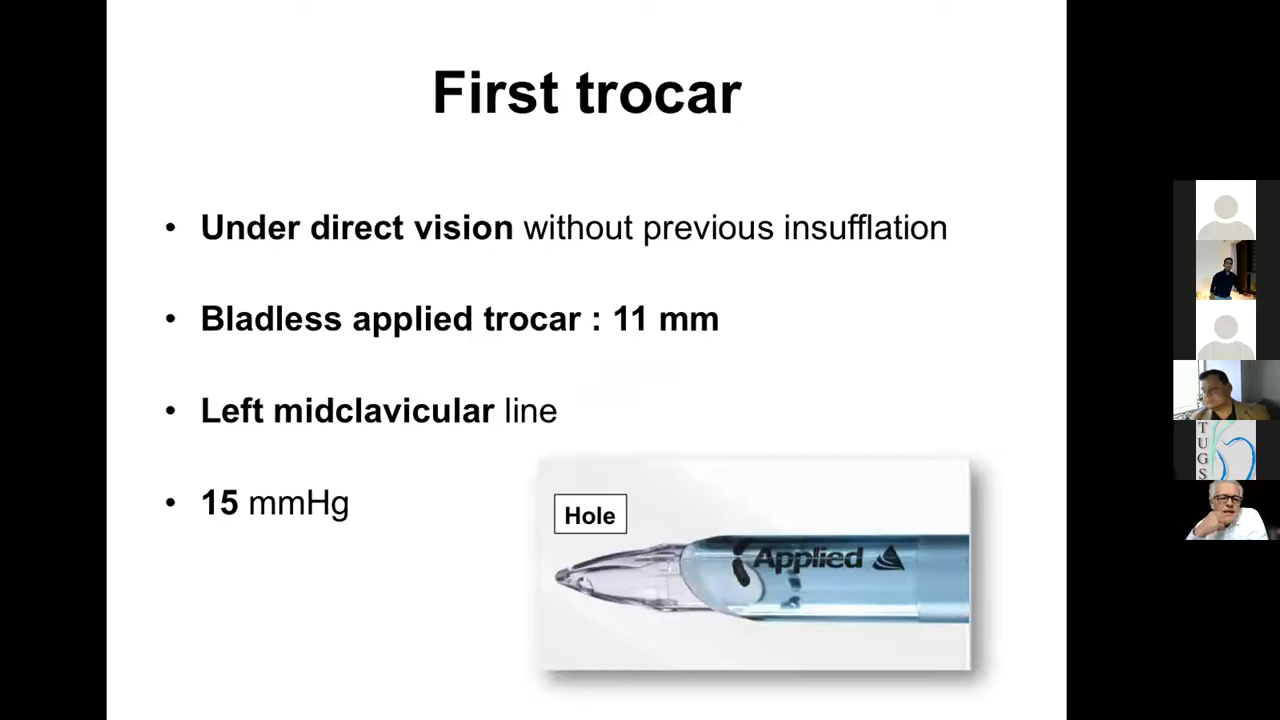 First trocar
• Under direct vision without previous insufflation
• Bladless applied trocar : 11 mm
• Left midclavicular line
• 15 mmHg
Hole
Applied
T
U
G
S